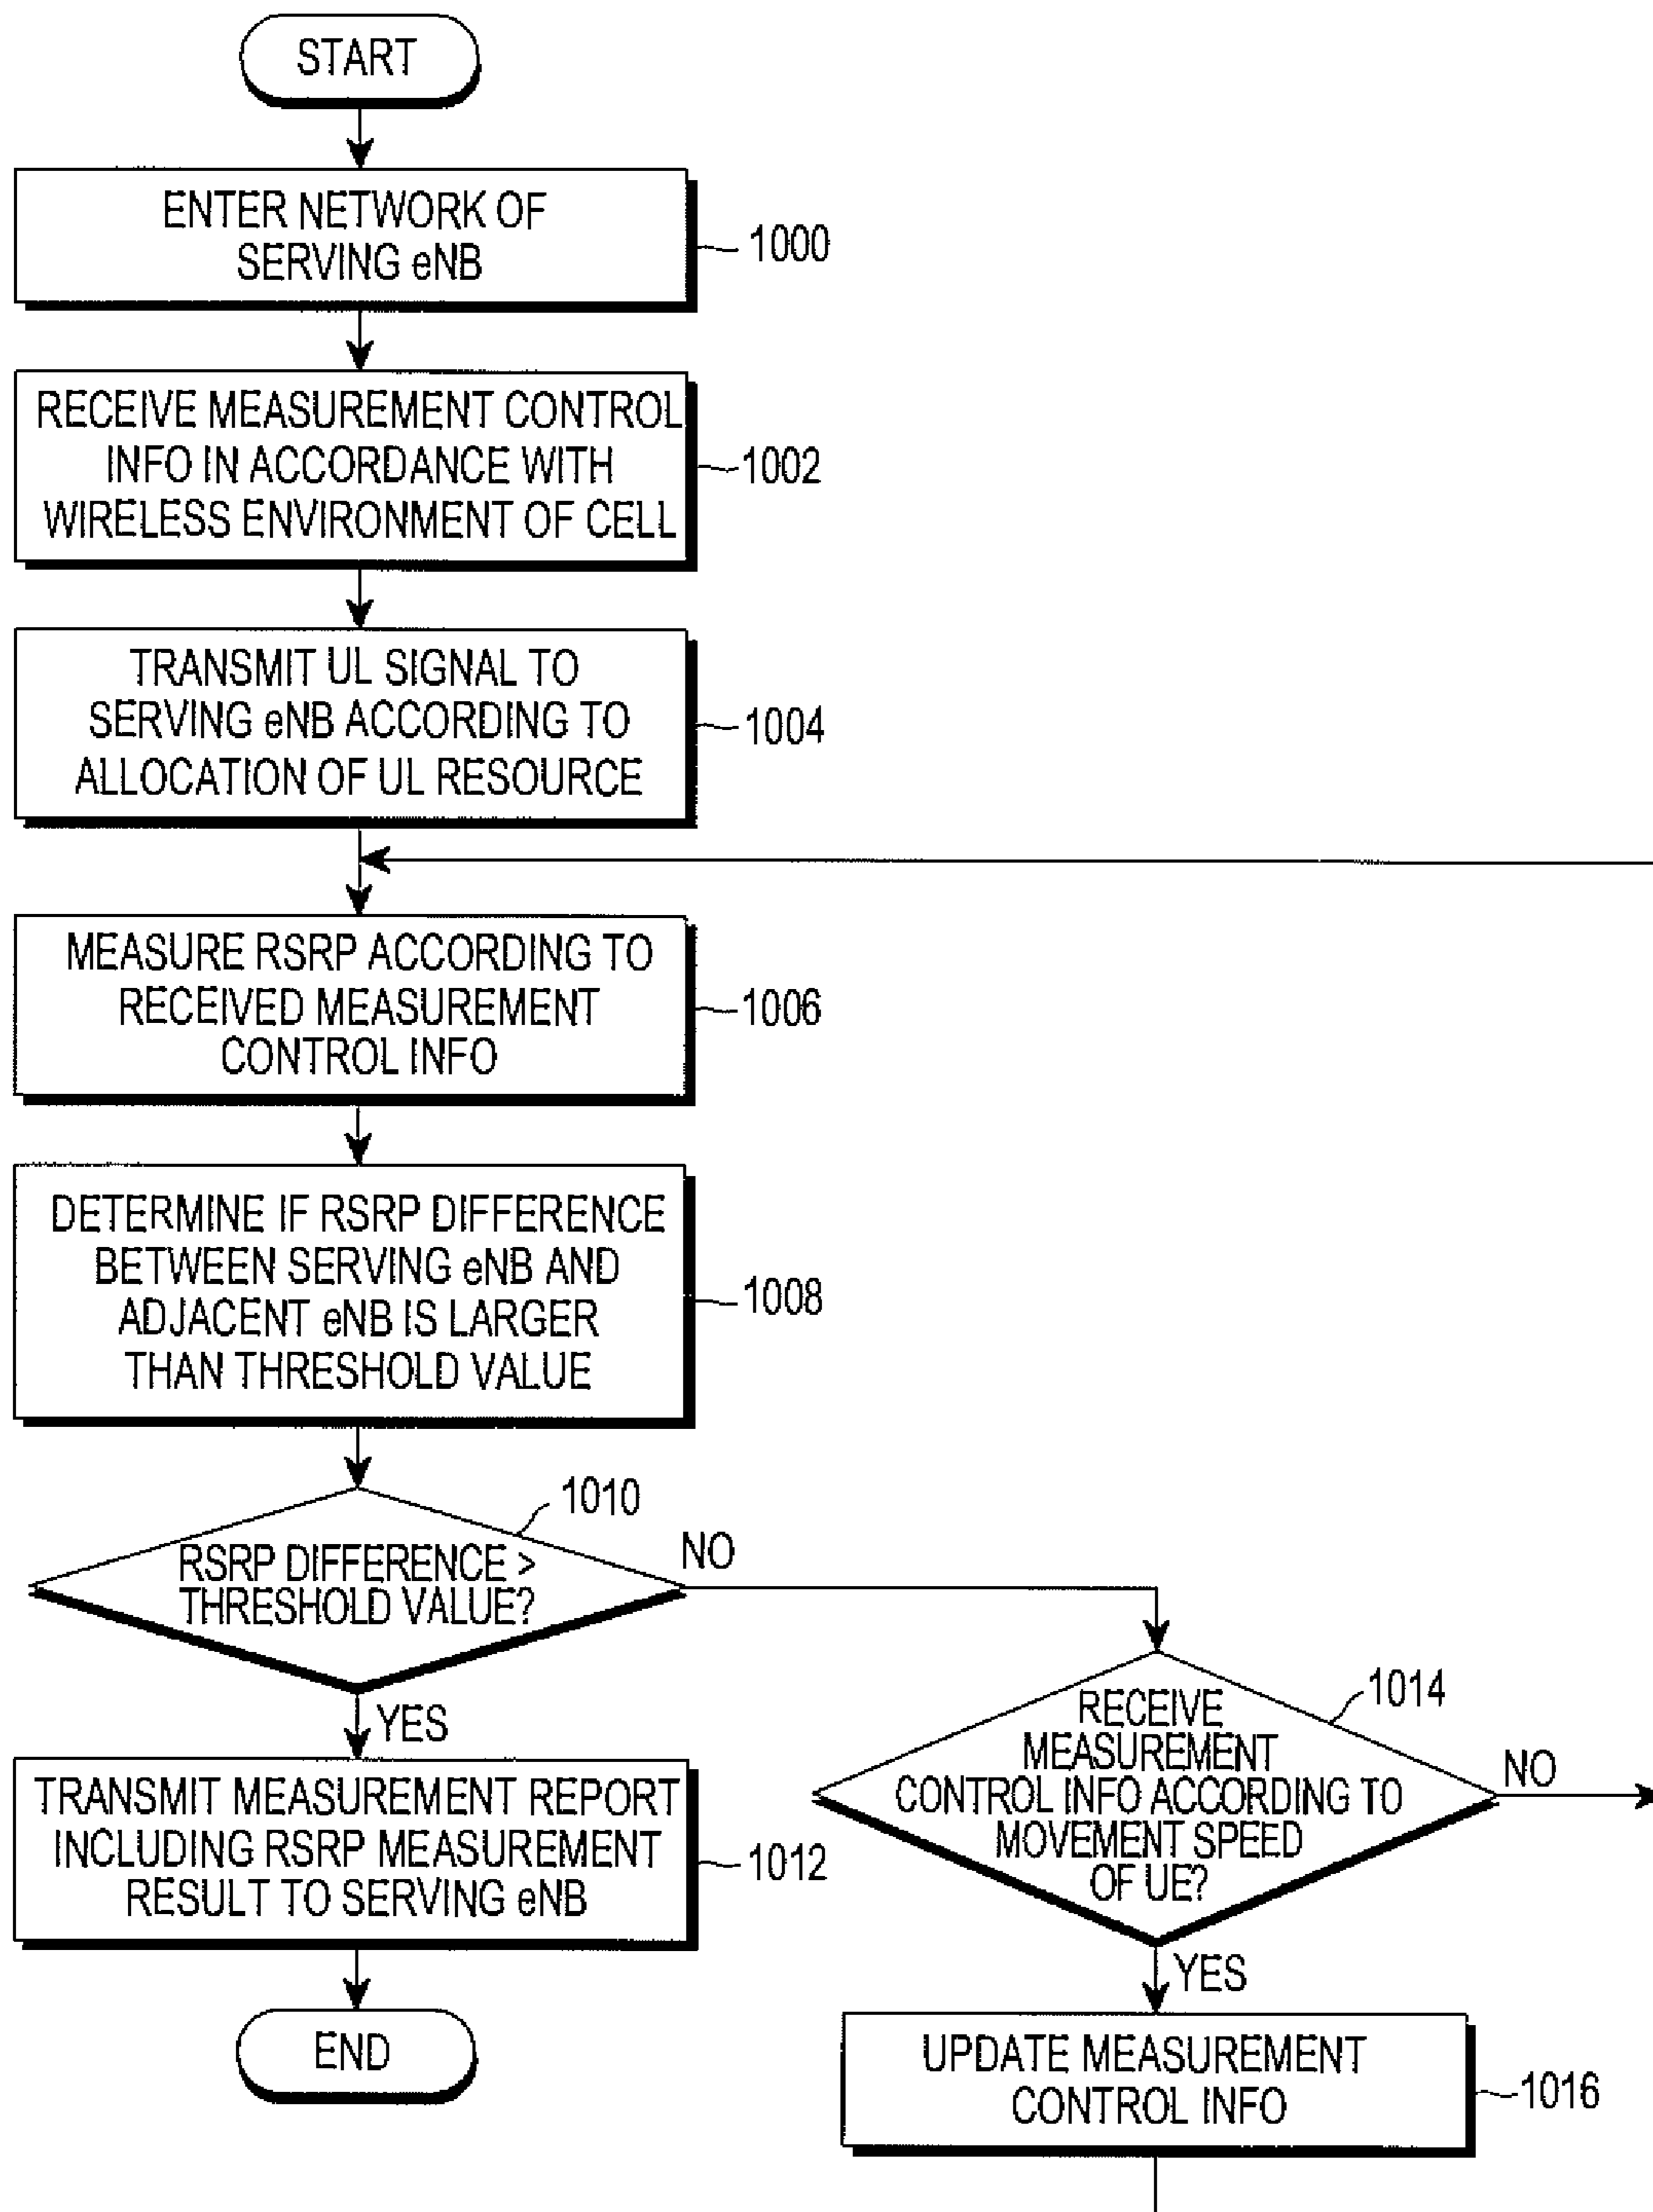 START
ENTER NETWORK OF
SERVING eNB
1000
RECEIVE MEASUREMENT CONTROL
INFO IN ACCORDANCE WITH
WIRELESS ENVIRONMENT OF CELL
1002
TRANSMIT UL SIGNAL TO
SERVING eNB ACCORDING TO
ALLOCATION OF UL RESOURCE
1004
MEASURE RSRP ACCORDING TO
RECEIVED MEASUREMENT
CONTROL INFO
1006
DETERMINE IF RSRP DIFFERENCE
BETWEEN SERVING eNB AND
ADJACENT eNB IS LARGER
THAN THRESHOLD VALUE
1008
1010
RSRP DIFFERENCE >
THRESHOLD VALUE?
NO
YES
TRANSMIT MEASUREMENT REPORT
INCLUDING RSRP MEASUREMENT
RESULT TO SERVING eNB
1012
END
1014
RECEIVE
MEASUREMENT
CONTROL INFO ACCORDING TO
MOVEMENT SPEED
OF UE?
NO
YES
UPDATE MEASUREMENT
CONTROL INFO
1016